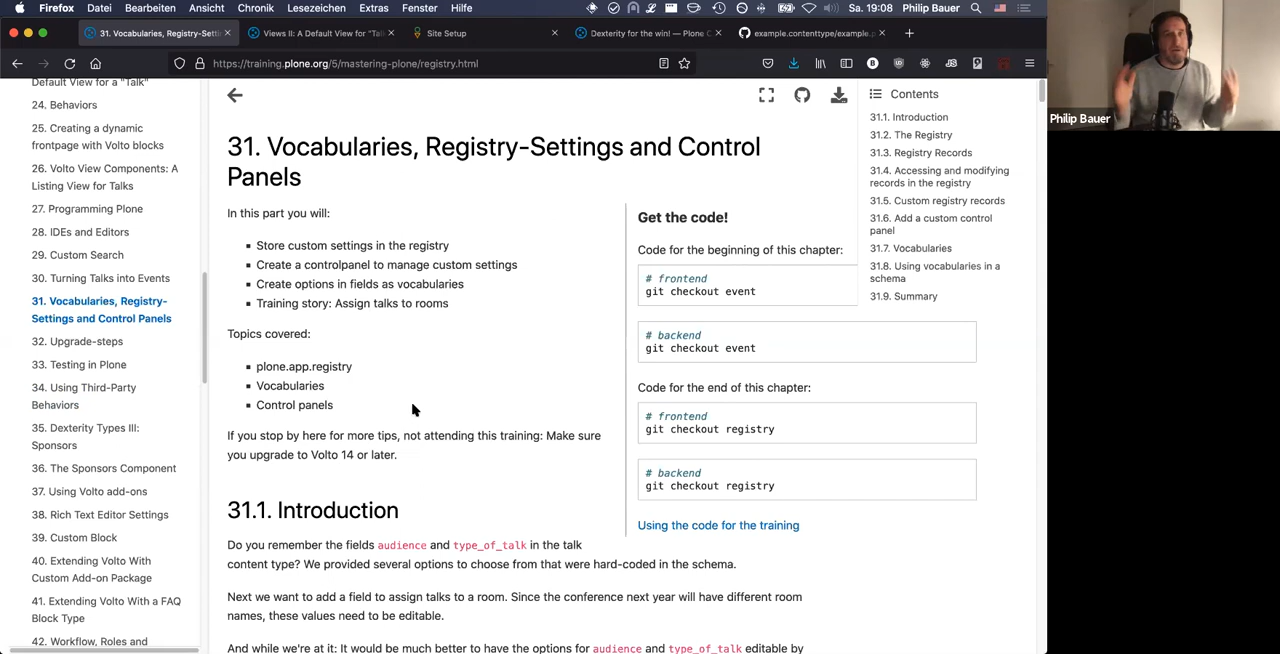 Firefox Datei Bearbeiten Ansicht Chronik Lesezeichen Extras Fenster Hilfe Sa. 19:08 Philip Bauer
31. Vocabularies, Registry-Setti
Views II: A Default View for "Tal
Site Setup
Dexterity for the win! — Plone C
example.contenttype/example.p
https://training.plone.org/5/mastering-plone/registry.html
Philip Bauer
Default View for a "Talk"
24. Behaviors
25. Creating a dynamic
frontpage with Volto blocks
26. Volto View Components: A
Listing View for Talks
27. Programming Plone
28. IDEs and Editors
29. Custom Search
30. Turning Talks into Events
31. Vocabularies, Registry-
Settings and Control Panels
32. Upgrade-steps
33. Testing in Plone
34. Using Third-Party
Behaviors
35. Dexterity Types III:
Sponsors
36. The Sponsors Component
37. Using Volto add-ons
38. Rich Text Editor Settings
39. Custom Block
40. Extending Volto With
Custom Add-on Package
41. Extending Volto With a FAQ
Block Type
42. Workflow, Roles and
31. Vocabularies, Registry-Settings and Control
Panels
In this part you will:
Store custom settings in the registry
Create a controlpanel to manage custom settings
Create options in fields as vocabularies
Training story: Assign talks to rooms
Topics covered:
plone.app.registry
Vocabularies
Control panels
If you stop by here for more tips, not attending this training: Make sure
you upgrade to Volto 14 or later.
Get the code!
Code for the beginning of this chapter:
# frontend
git checkout event
# backend
git checkout event
Code for the end of this chapter:
# frontend
git checkout registry
# backend
git checkout registry
Using the code for the training
31.1. Introduction
Do you remember the fields audience and type_of_talk in the talk
content type? We provided several options to choose from that were hard-coded in the schema.
Next we want to add a field to assign talks to a room. Since the conference next year will have different room
names, these values need to be editable.
And while we're at it: It would be much better to have the options for audience and type_of_talk editable by
Contents
31.1. Introduction
31.2. The Registry
31.3. Registry Records
31.4. Accessing and modifying
records in the registry
31.5. Custom registry records
31.6. Add a custom control
panel
31.7. Vocabularies
31.8. Using vocabularies in a
schema
31.9. Summary